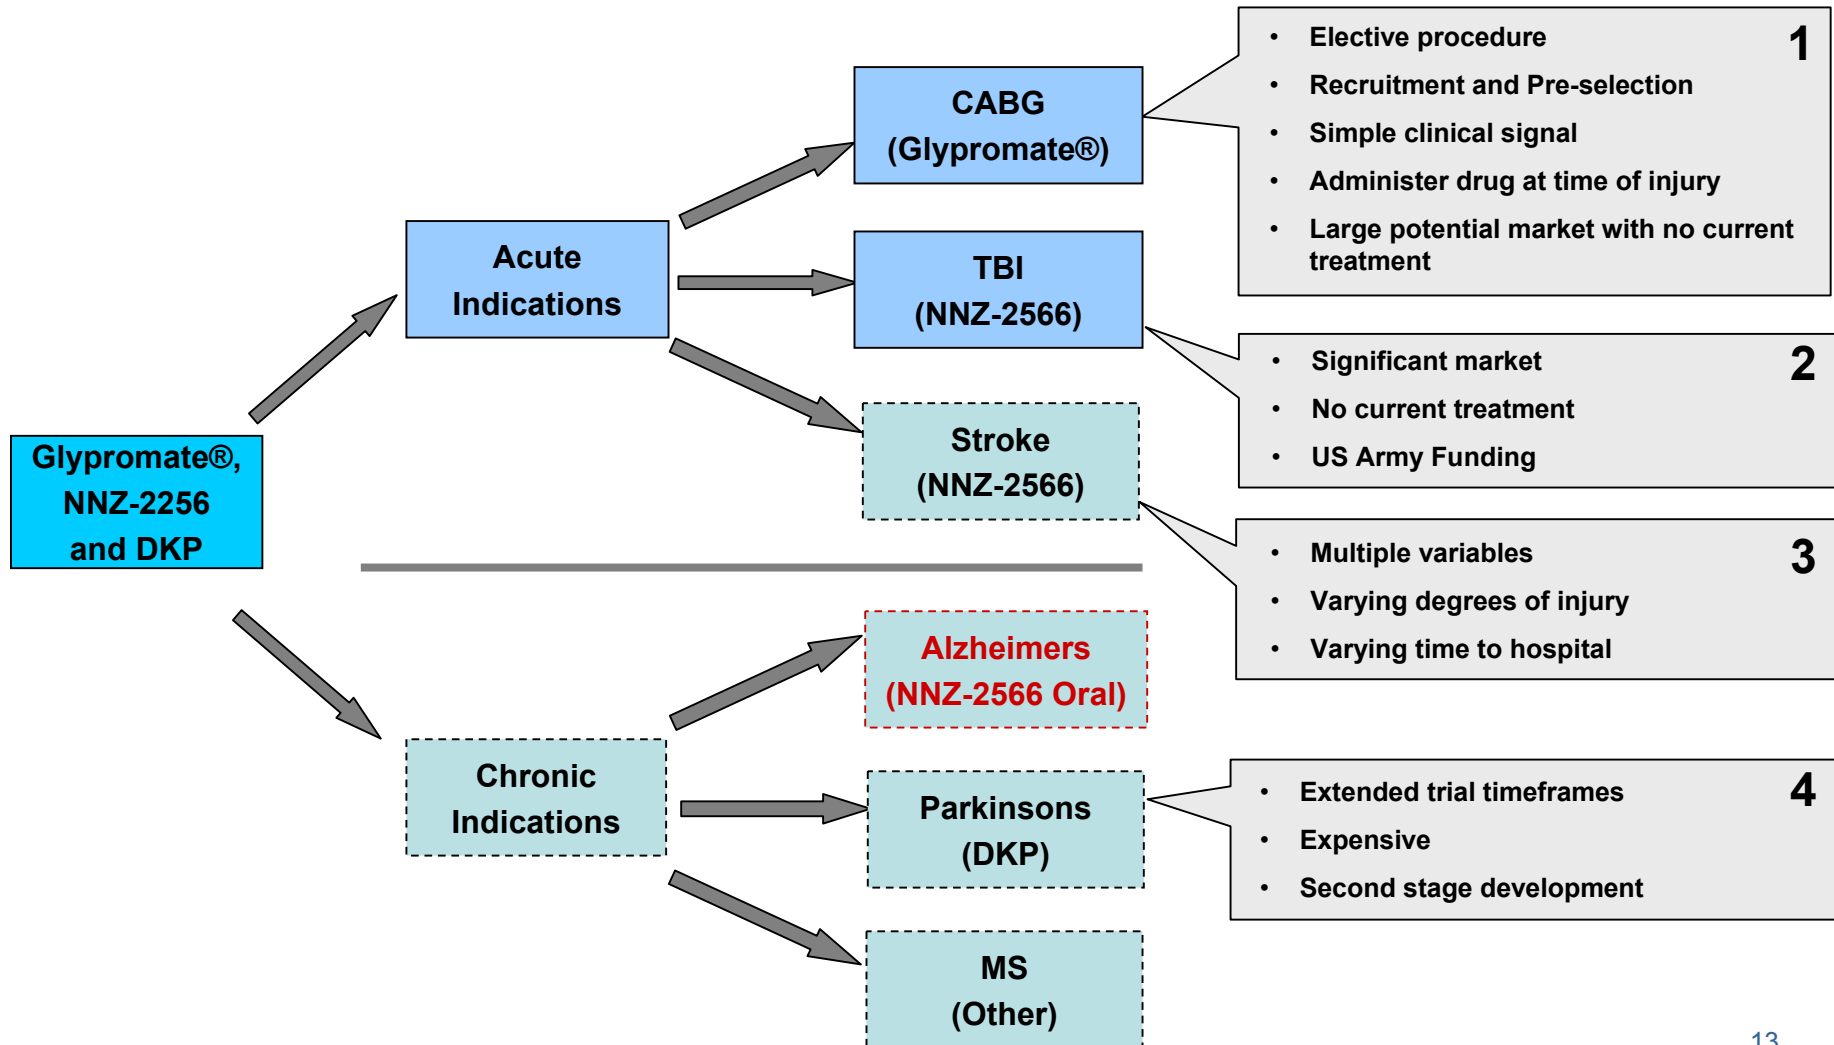 Glypromate®,
NNZ-2256
and DKP
Acute
Indications
CABG
(Glypromate®)
TBI
(NNZ-2566)
Stroke
(NNZ-2566)
Chronic
Indications
Alzheimers
(NNZ-2566 Oral)
Parkinsons
(DKP)
MS
(Other)
1
• Elective procedure
• Recruitment and Pre-selection
• Simple clinical signal
• Administer drug at time of injury
• Large potential market with no current
treatment
2
• Significant market
• No current treatment
• US Army Funding
3
• Multiple variables
• Varying degrees of injury
• Varying time to hospital
4
• Extended trial timeframes
• Expensive
• Second stage development
13